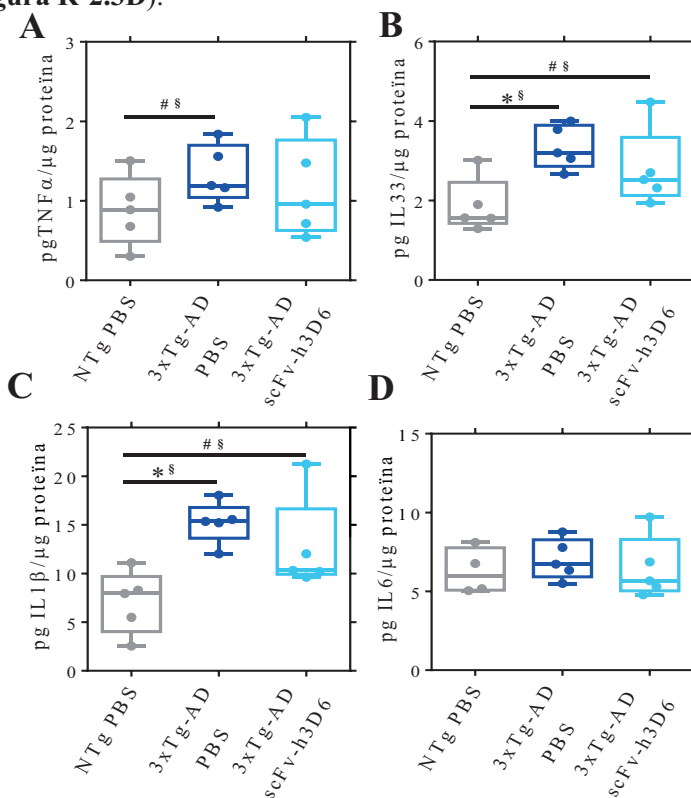 gura R 2.3D).
A
pgTNFα/µg proteïna
3
2
1
0
# §
NTg PBS
3xTg-AD
PBS
3xTg-AD
scFv-h3D6
B
pg IL33/µg proteïna
6
4
2
0
# §
* §
NTg PBS
3xTg-AD
PBS
3xTg-AD
scFv-h3D6
C
pg IL1β/µg proteïna
25
20
15
10
5
0
# §
* §
NTg PBS
3xTg-AD
PBS
3xTg-AD
scFv-h3D6
D
pg IL6/µg proteïna
15
10
5
0
NTg PBS
3xTg-AD
PBS
3xTg-AD
scFv-h3D6